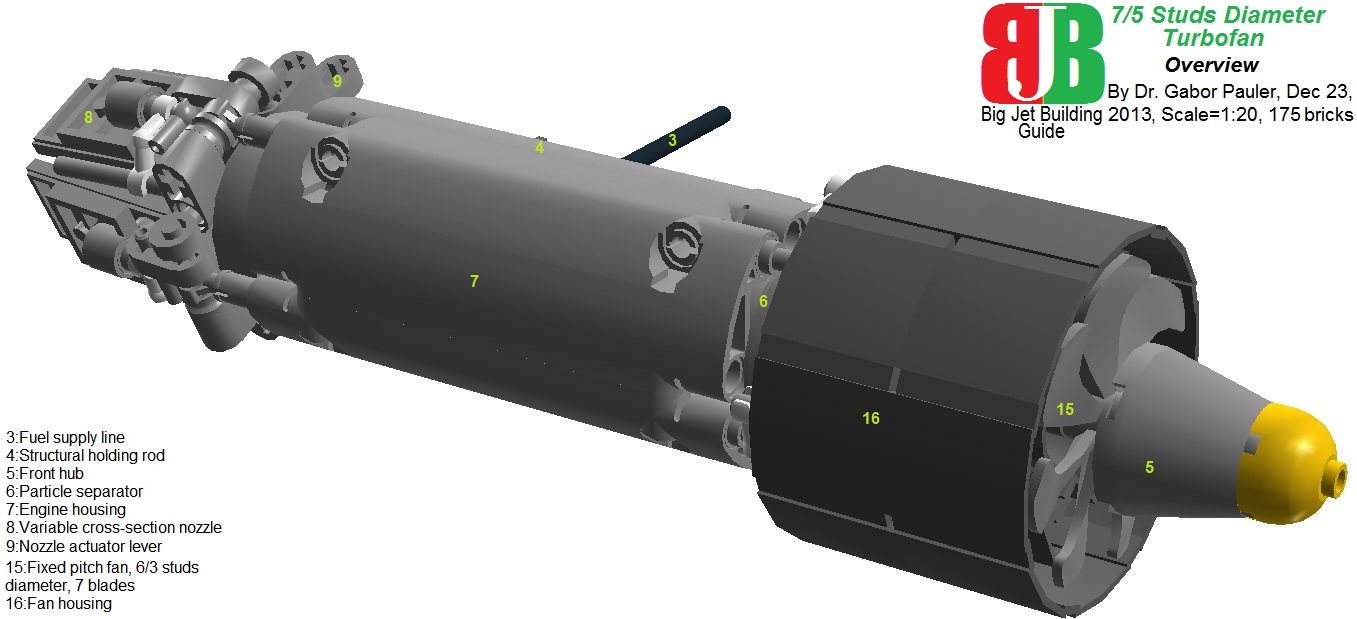 BJB
7/5 Studs Diameter
Turbofan
Overview
By Dr. Gabor Pauler, Dec 23,
Big Jet Building 2013, Scale=1:20, 175 bricks
Guide
9
8
3
4
7
6
16
15
5
3:Fuel supply line
4:Structural holding rod
5:Front hub
6:Particle separator
7:Engine housing
8.Variable cross-section nozzle
9:Nozzle actuator lever
15:Fixed pitch fan, 6/3 studs
diameter, 7 blades
16:Fan housing